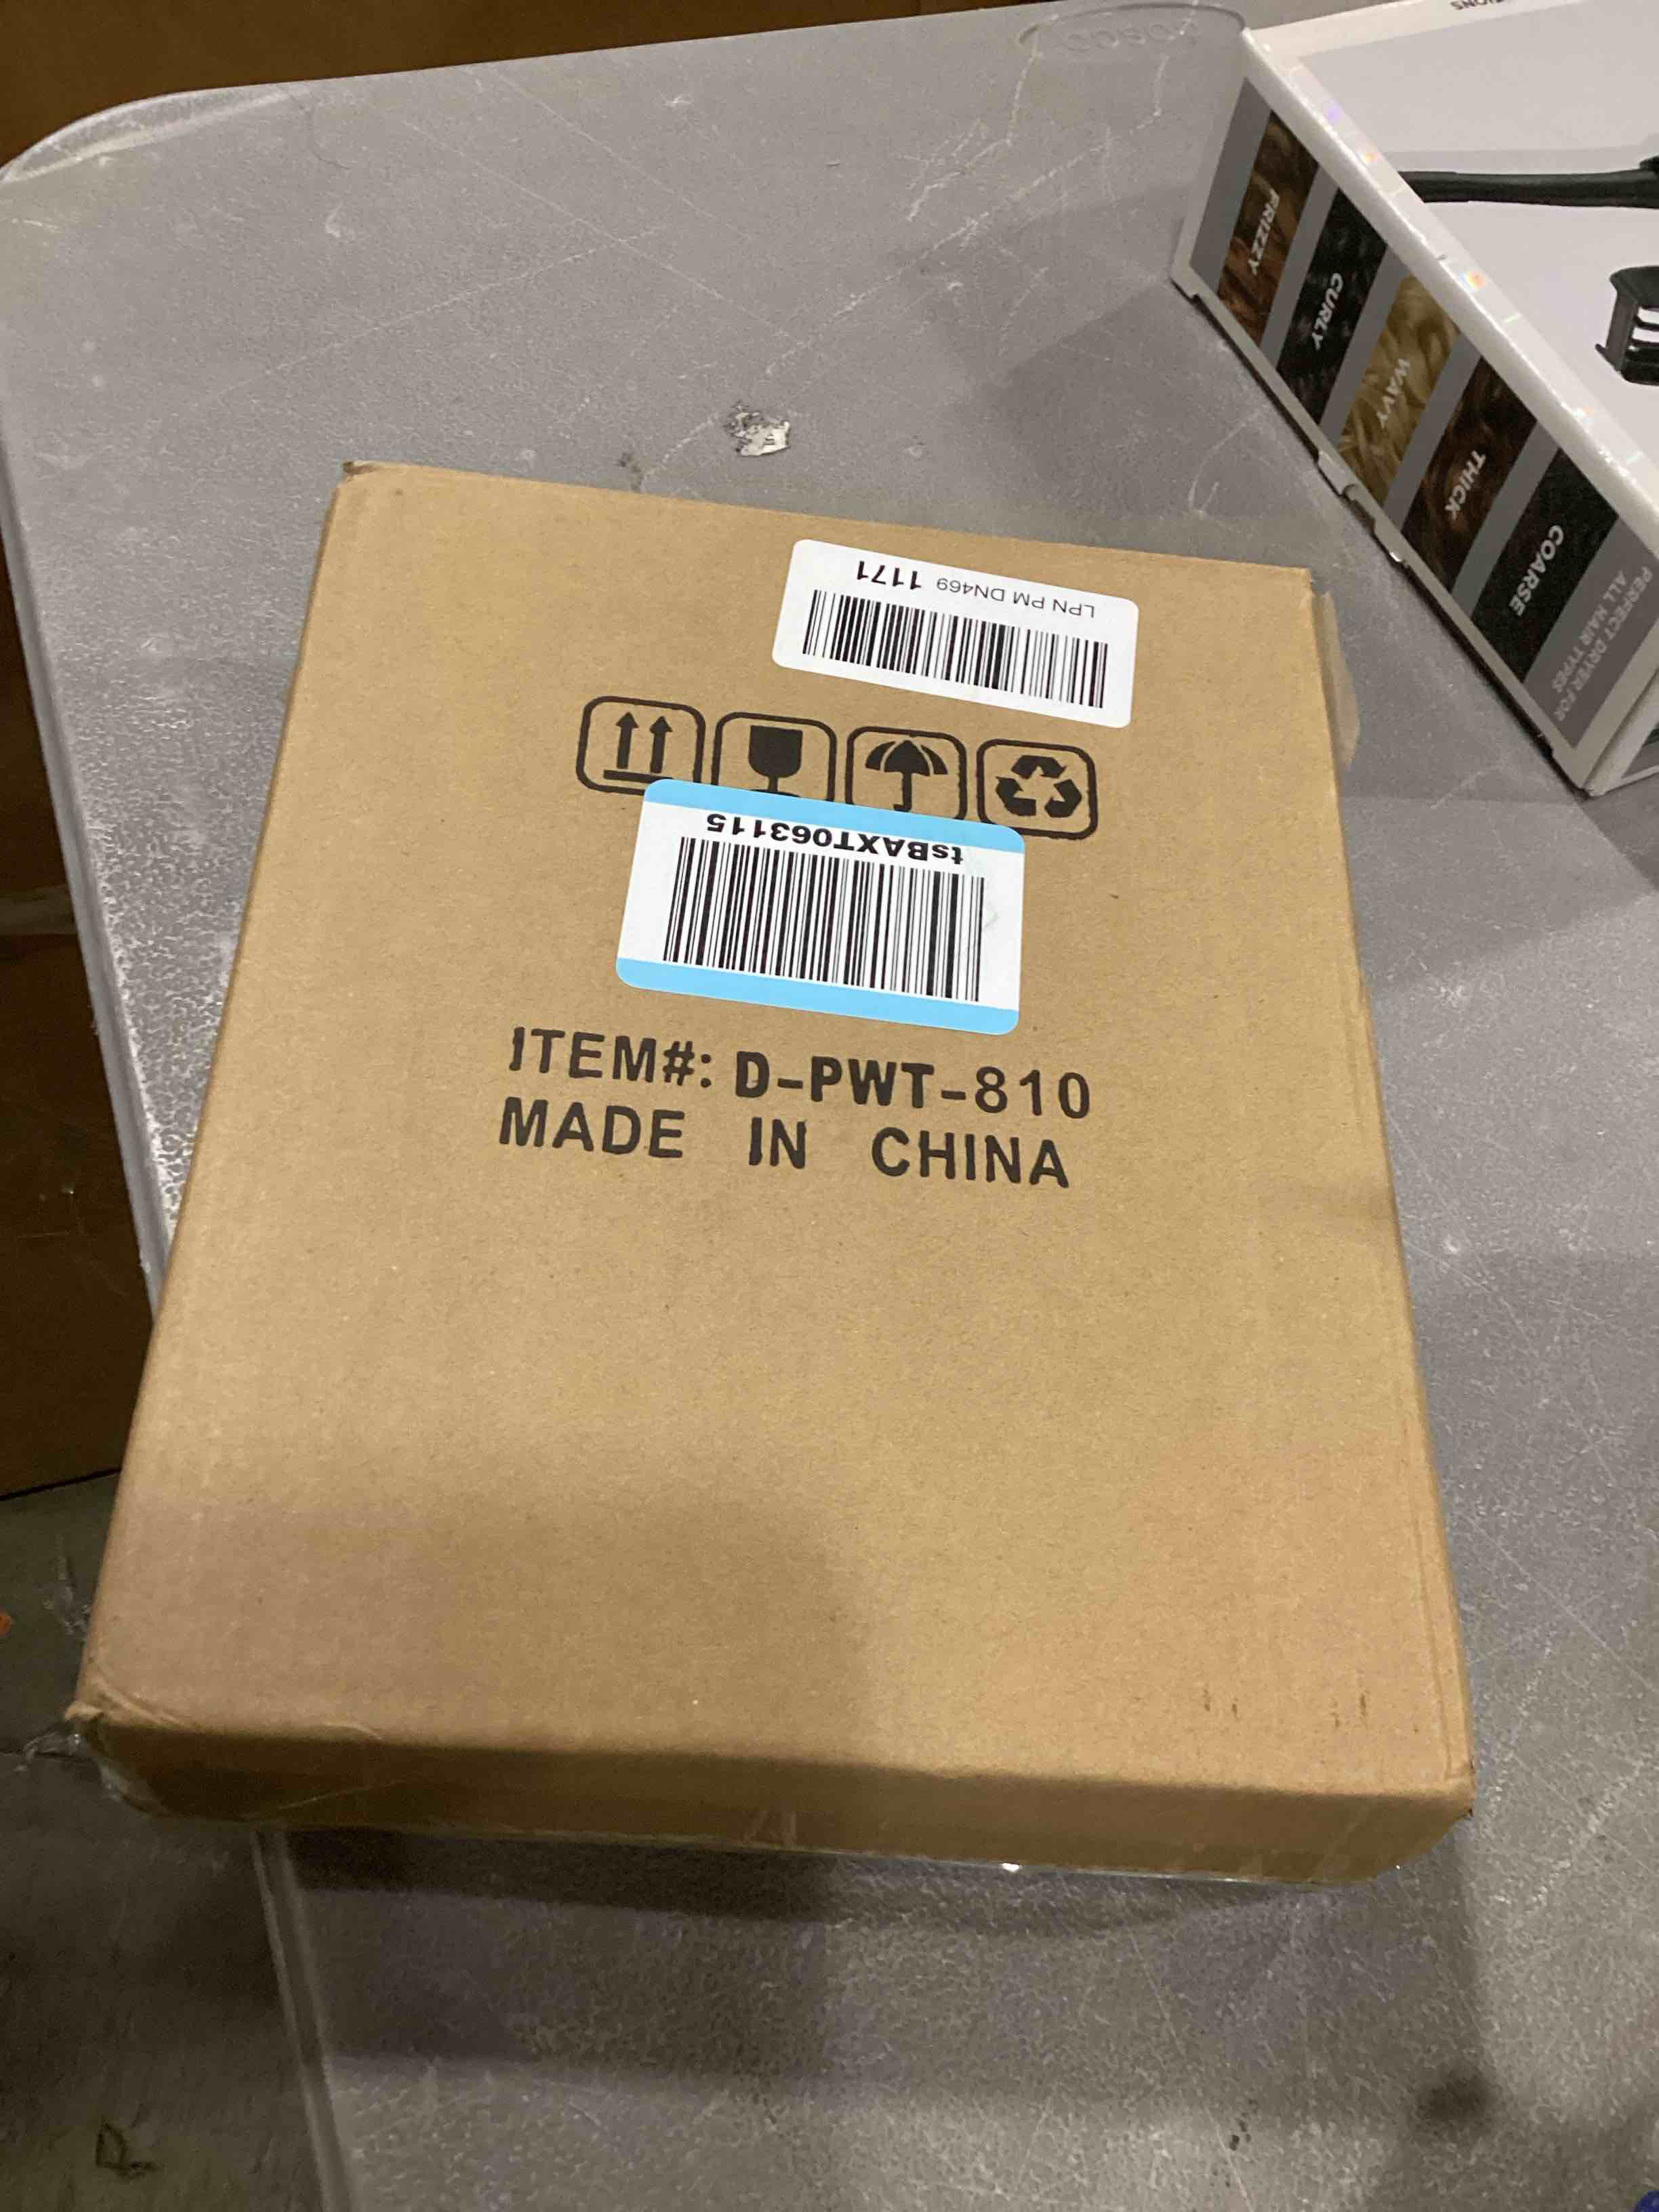 LPN PM DN469 1171
tsBAXT063115
ITEM#: D-PWT-810
MADE IN CHINA
FRIZZY
CURLY
WAVY
THICK
COARSE
PERFECT DRYER FOR
ALL HAIR TYPES
COSCO